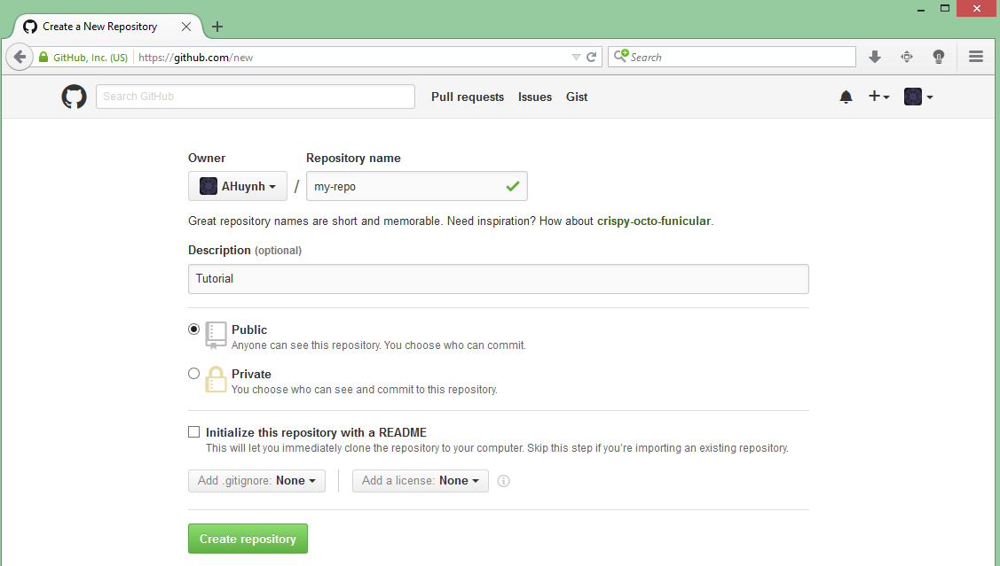 Create a New Repository
GitHub, Inc. (US) https://github.com/new Search
Search GitHub Pull requests Issues Gist
Owner Repository name
AHuynh / my-repo
Great repository names are short and memorable. Need inspiration? How about crispy-octo-funicular.
Description (optional)
Tutorial
Public
Anyone can see this repository. You choose who can commit.
Private
You choose who can see and commit to this repository.
Initialize this repository with a README
This will let you immediately clone the repository to your computer. Skip this step if you're importing an existing repository.
Add .gitignore: None Add a license: None
Create repository